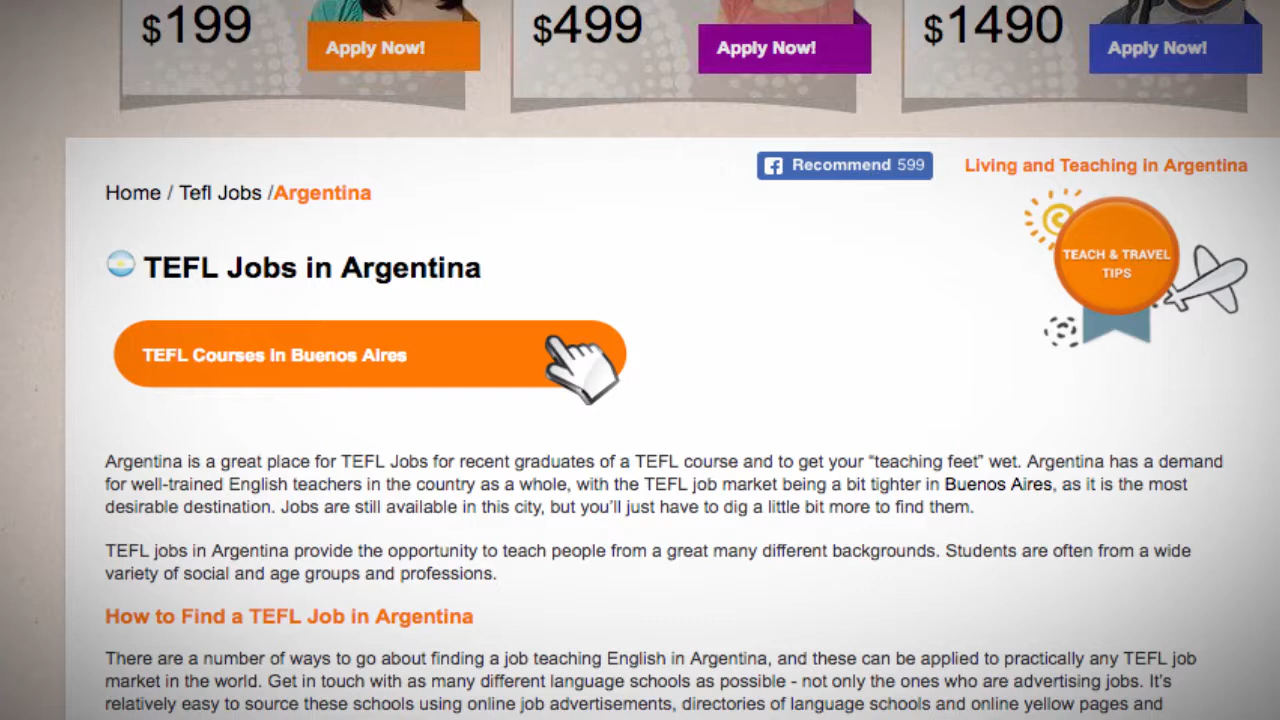 $199
Apply Now!
$499
Apply Now!
$1490
Apply Now!
Recommend 599
Living and Teaching in Argentina
Home / Tefl Jobs /Argentina
TEACH & TRAVEL
TIPS
TEFL Jobs in Argentina
TEFL Courses in Buenos Aires
Argentina is a great place for TEFL Jobs for recent graduates of a TEFL course and to get your “teaching feet” wet. Argentina has a demand
for well-trained English teachers in the country as a whole, with the TEFL job market being a bit tighter in Buenos Aires, as it is the most
desirable destination. Jobs are still available in this city, but you’ll just have to dig a little bit more to find them.
TEFL jobs in Argentina provide the opportunity to teach people from a great many different backgrounds. Students are often from a wide
variety of social and age groups and professions.
How to Find a TEFL Job in Argentina
There are a number of ways to go about finding a job teaching English in Argentina, and these can be applied to practically any TEFL job
market in the world. Get in touch with as many different language schools as possible - not only the ones who are advertising jobs. It’s
relatively easy to source these schools using online job advertisements, directories of language schools and online yellow pages and